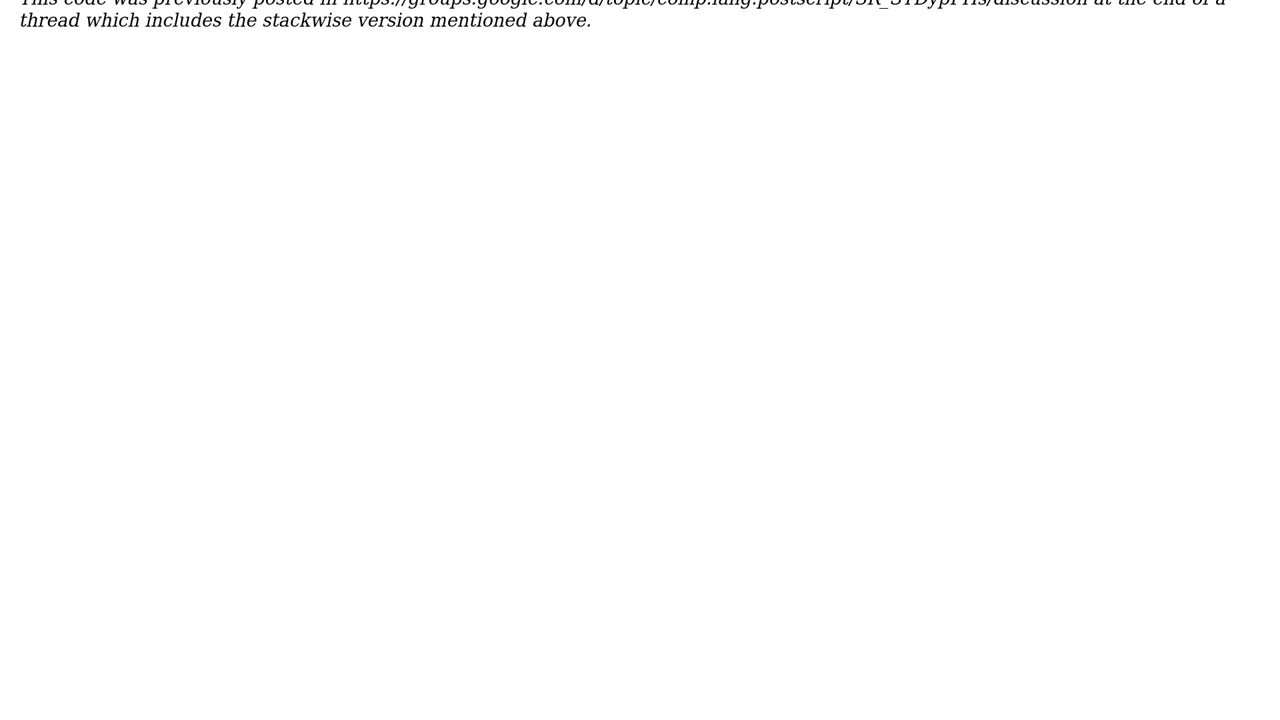 This code was previously posted in at the end of a
thread which includes the stackwise version mentioned above.